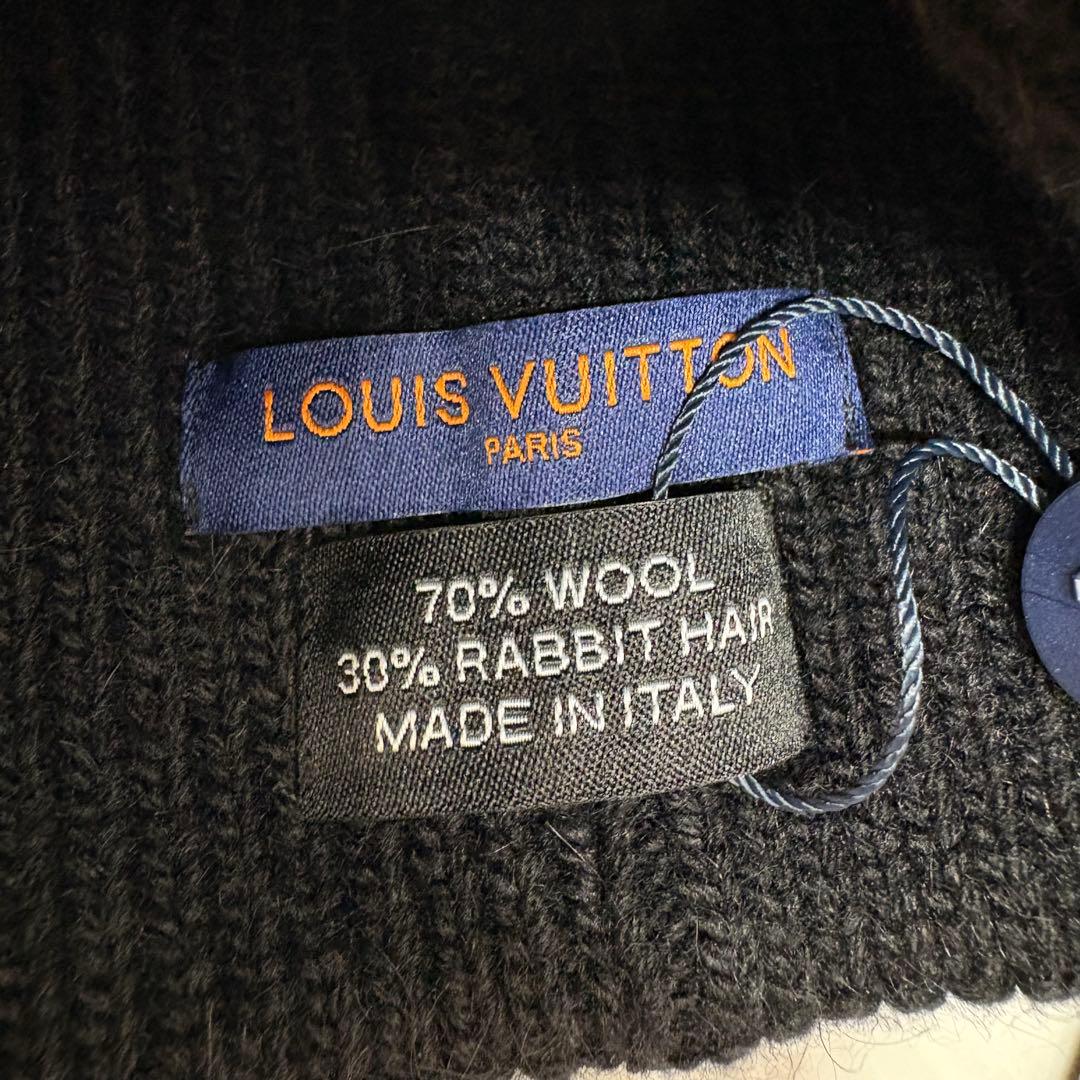 LOUIS VUITTON
PARIS
70% WOOL
30% RABBIT HAIR
MADE IN ITALY